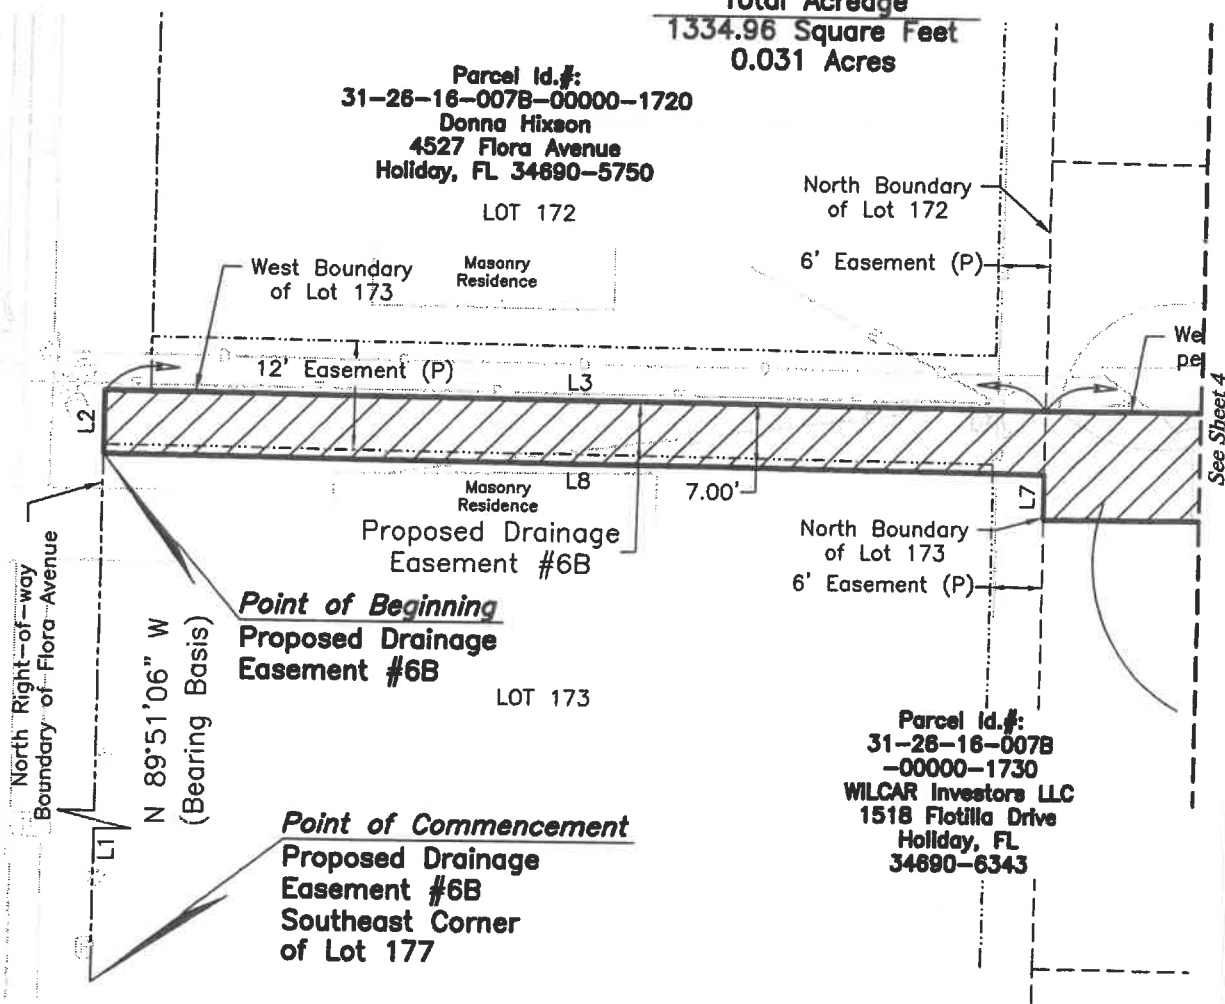 Total Acreage
1334.96 Square Feet
0.031 Acres
Parcel Id.#:
31-26-16-007B-00000-1720
Donna Hixson
4527 Flora Avenue
Holiday, FL 34690-5750
LOT 172
North Boundary
of Lot 172
6' Easement (P)
West Boundary
of Lot 173
Masonry
Residence
We
pe
12' Easement (P)
L3
L2
See Sheet 4
L8
7.00'
L7
Masonry
Residence
Proposed Drainage
Easement #6B
North Boundary
of Lot 173
6' Easement (P)
North Right-of-way
Boundary of Flora Avenue
N 89°51'06" W
(Bearing Basis)
Point of Beginning
Proposed Drainage
Easement #6B
LOT 173
Parcel Id.#:
31-26-16-007B
-00000-1730
WILCAR Investors LLC
1518 Flotilla Drive
Holiday, FL
34690-6343
L1
Point of Commencement
Proposed Drainage
Easement #6B
Southeast Corner
of Lot 177